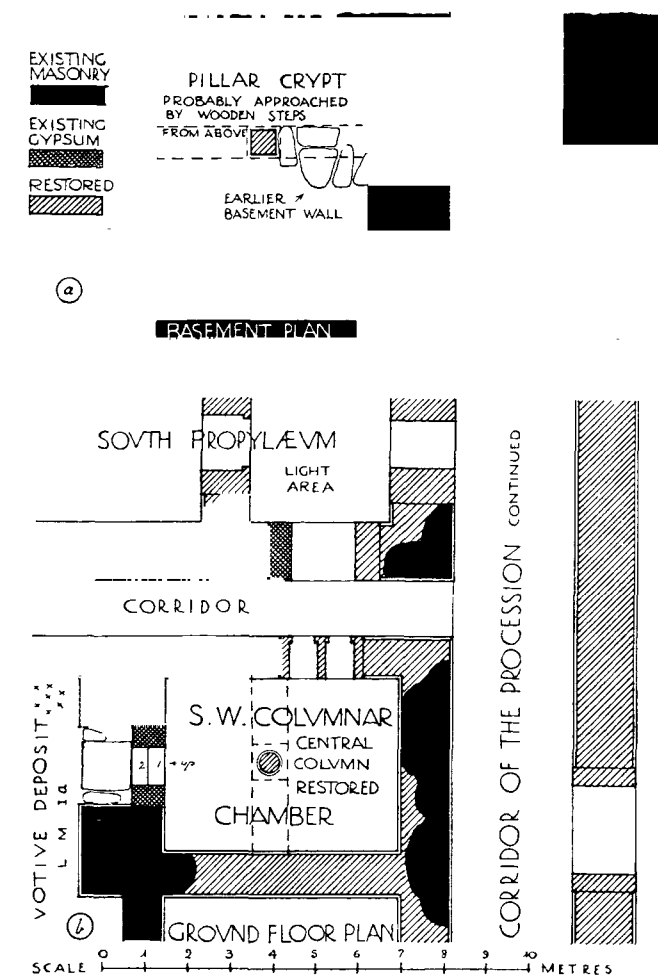 EXISTING
MASONRY
EXISTING
GYPSUM
RESTORED
PILLAR CRYPT
PROBABLY APPROACHED
BY WOODEN STEPS
FROM ABOVE
EARLIER
BASEMENT WALL
a
BASEMENT PLAN
SOVTH PROPYLÆVM
LIGHT
AREA
CORRIDOR
CORRIDOR OF THE PROCESSION CONTINUED
S.W. COLVMNAR
CENTRAL
COLVMN
RESTORED
CHAMBER
2 1 up
VOTIVE DEPOSIT
L M 1a
b
GROVND FLOOR PLAN
SCALE 0 1 2 3 4 5 6 7 8 9 10 METRES